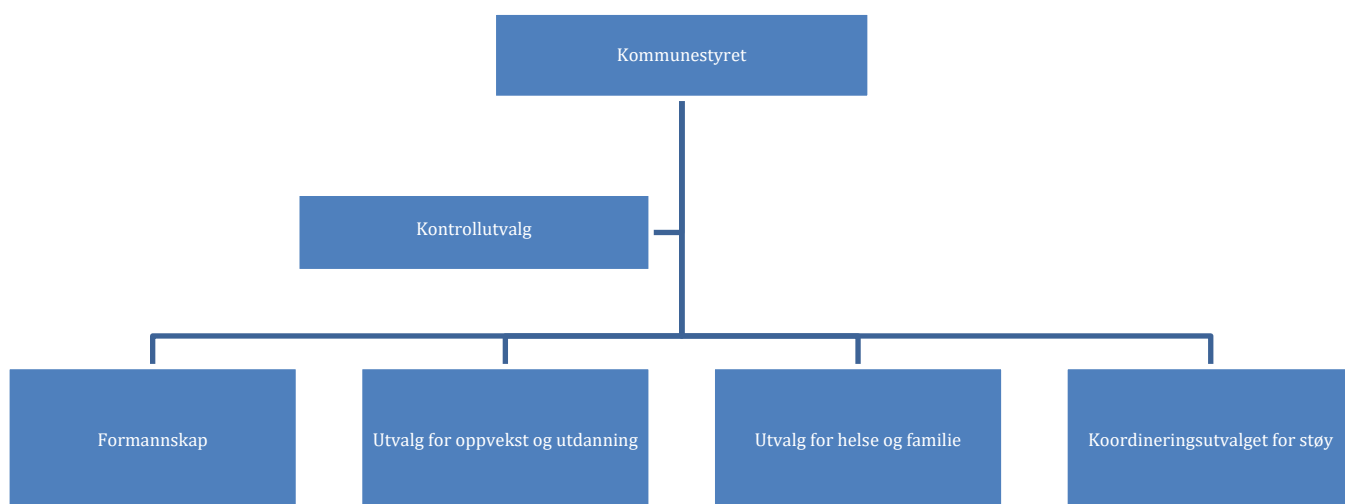 Kommunestyret
Kontrollutvalg
Formannskap
Utvalg for oppvekst og utdanning
Utvalg for helse og familie
Koordineringsutvalget for støy